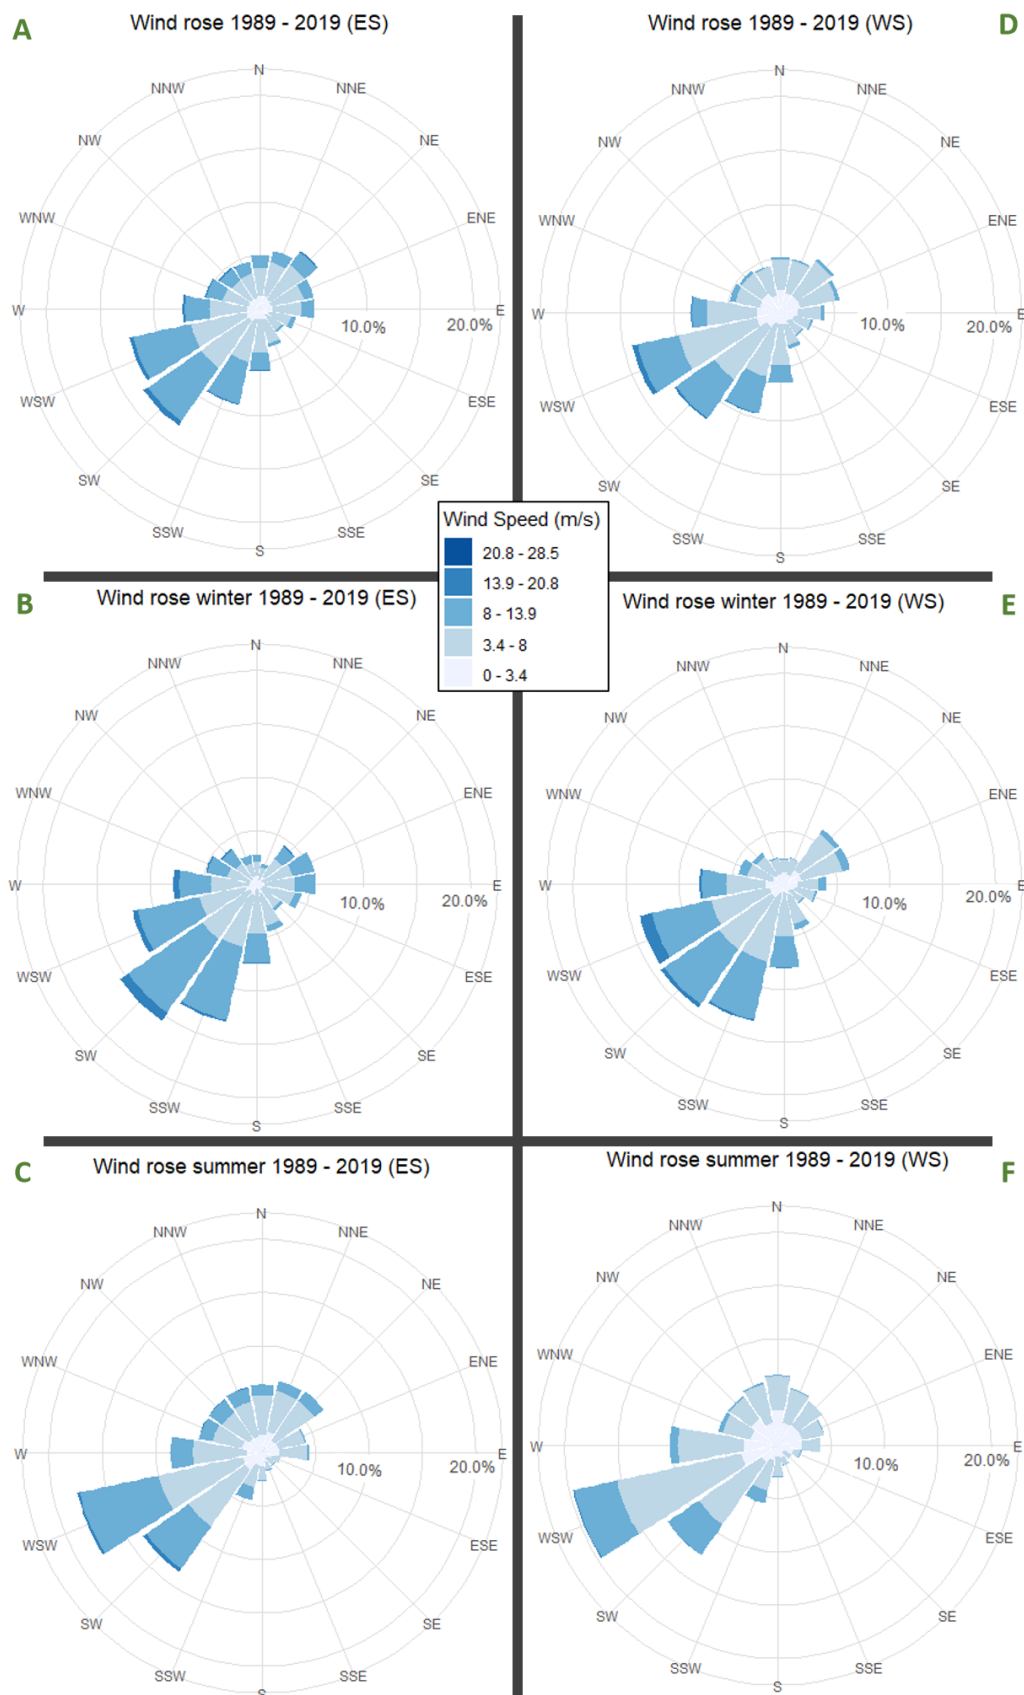 A
Wind rose 1989 - 2019 (ES)
N
NNW
NNE
NW
NE
WNW
ENE
W
E
10.0%
20.0%
WSW
ESE
SW
SE
SSW
SSE
S
Wind rose 1989 - 2019 (WS)
D
N
NNW
NNE
NW
NE
WNW
ENE
W
E
10.0%
20.0%
WSW
ESE
SW
SE
SSW
SSE
S
Wind Speed (m/s)
20.8 - 28.5
13.9 - 20.8
8 - 13.9
3.4 - 8
0 - 3.4
B
Wind rose winter 1989 - 2019 (ES)
N
NNW
NNE
NW
NE
WNW
ENE
W
E
10.0%
20.0%
WSW
ESE
SW
SE
SSW
SSE
S
Wind rose winter 1989 - 2019 (WS)
E
N
NNW
NNE
NW
NE
WNW
ENE
W
E
10.0%
20.0%
WSW
ESE
SW
SE
SSW
SSE
S
C
Wind rose summer 1989 - 2019 (ES)
N
NNW
NNE
NW
NE
WNW
ENE
W
E
10.0%
20.0%
WSW
ESE
SW
SE
SSW
SSE
S
Wind rose summer 1989 - 2019 (WS)
F
N
NNW
NNE
NW
NE
WNW
ENE
W
E
10.0%
20.0%
WSW
ESE
SW
SE
SSW
SSE
S